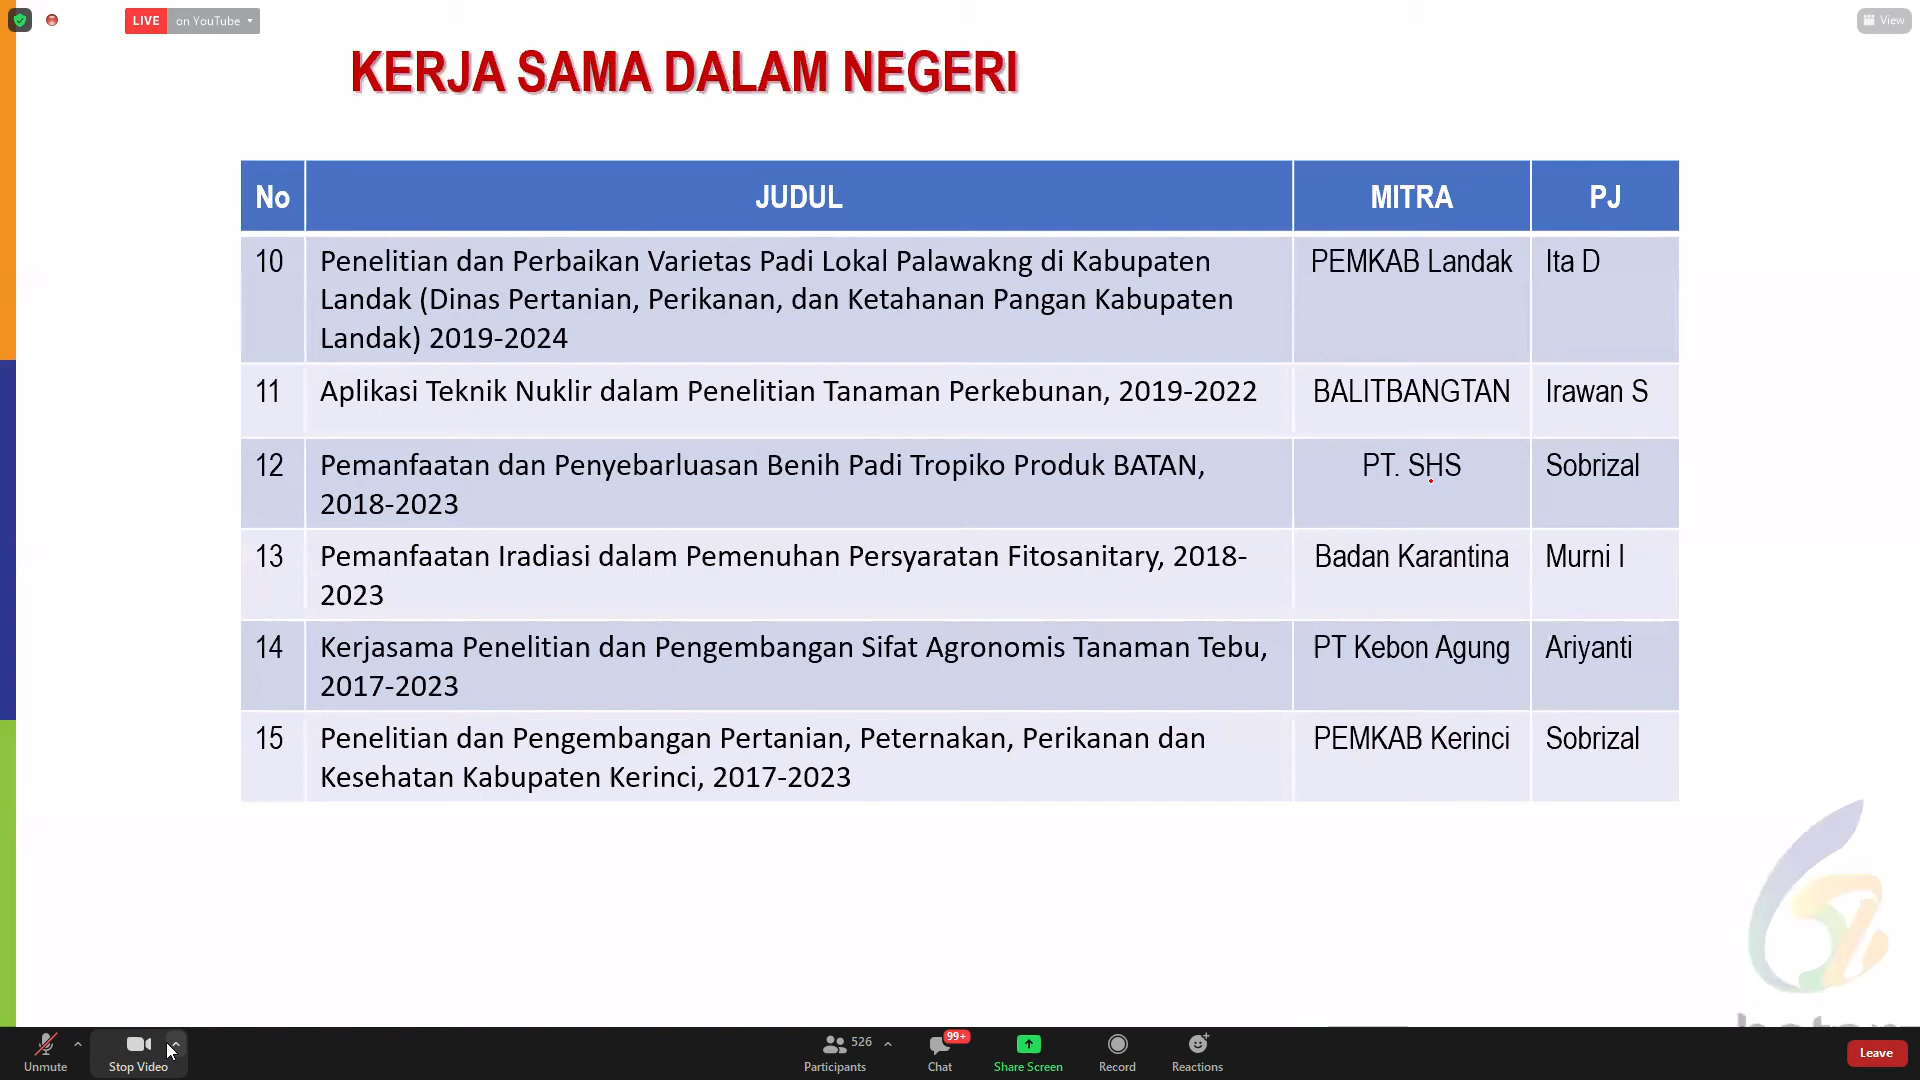 LIVE on YouTube
View
KERJA SAMA DALAM NEGERI
No JUDUL MITRA PJ
10 Penelitian dan Perbaikan Varietas Padi Lokal Palawakng di Kabupaten PEMKAB Landak Ita D
Landak (Dinas Pertanian, Perikanan, dan Ketahanan Pangan Kabupaten
Landak) 2019-2024
11 Aplikasi Teknik Nuklir dalam Penelitian Tanaman Perkebunan, 2019-2022 BALITBANGTAN Irawan S
12 Pemanfaatan dan Penyebarluasan Benih Padi Tropiko Produk BATAN, PT. SHS Sobrizal
2018-2023
13 Pemanfaatan Iradiasi dalam Pemenuhan Persyaratan Fitosanitary, 2018- Badan Karantina Murni I
2023
14 Kerjasama Penelitian dan Pengembangan Sifat Agronomis Tanaman Tebu, PT Kebon Agung Ariyanti
2017-2023
15 Penelitian dan Pengembangan Pertanian, Peternakan, Perikanan dan PEMKAB Kerinci Sobrizal
Kesehatan Kabupaten Kerinci, 2017-2023
526 99+
Unmute Stop Video Participants Chat Share Screen Record Reactions Leave